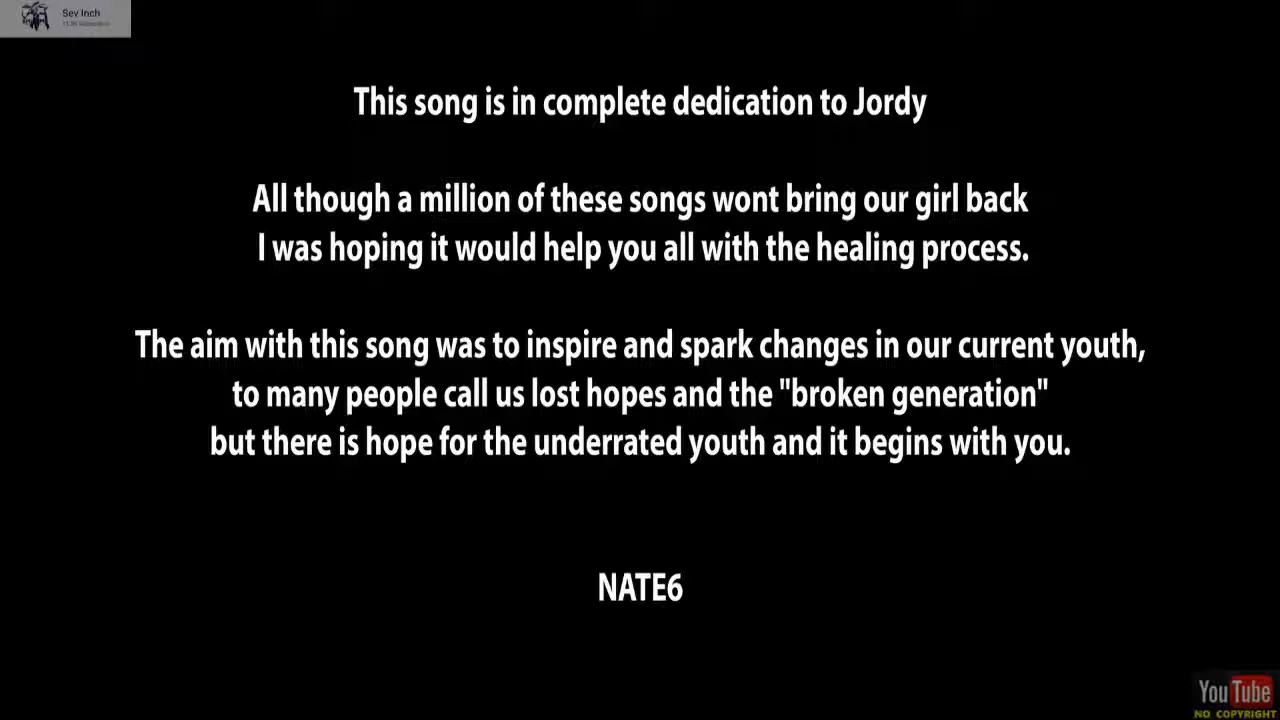 Sev Inch
This song is in complete dedication to Jordy
All though a million of these songs wont bring our girl back
I was hoping it would help you all with the healing process.
The aim with this song was to inspire and spark changes in our current youth,
to many people call us lost hopes and the "broken generation"
but there is hope for the underrated youth and it begins with you.
NATE6
YouTube
NO COPYRIGHT